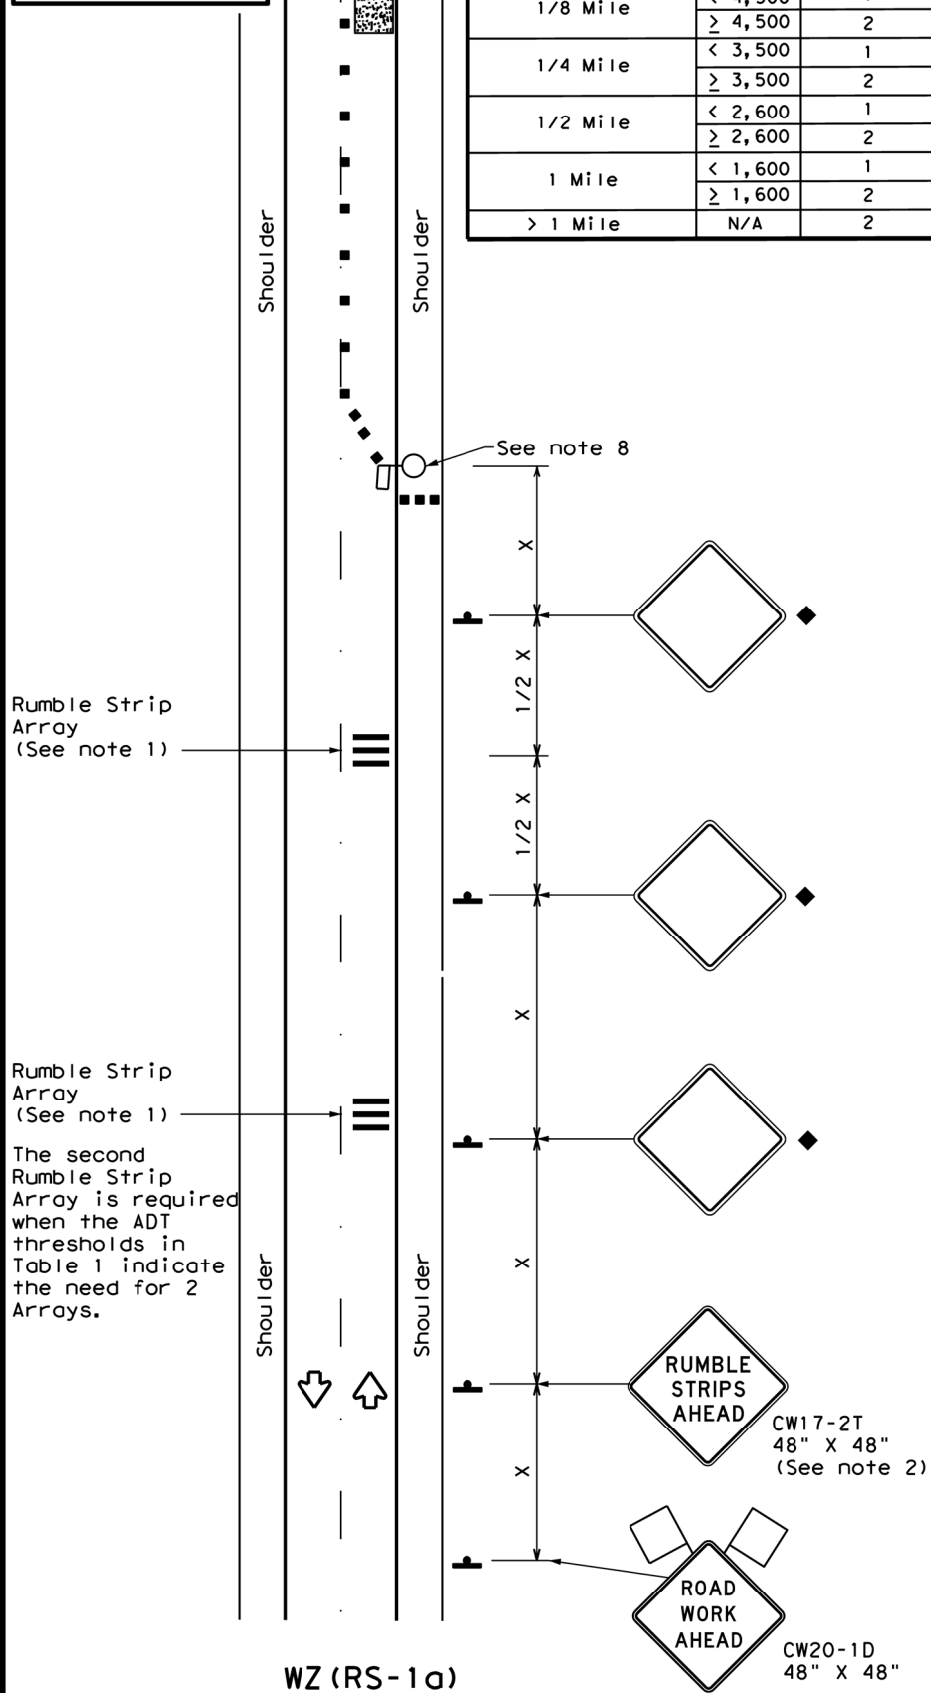 1/8 Mile
< 4,500
≥ 4,500 2
1/4 Mile
< 3,500 1
≥ 3,500 2
1/2 Mile
< 2,600 1
≥ 2,600 2
1 Mile
< 1,600 1
≥ 1,600 2
> 1 Mile N/A 2
Shoulder
Shoulder
See note 8
X
1/2 X
Rumble Strip
Array
(See note 1)
1/2 X
X
Rumble Strip
Array
(See note 1)
The second
Rumble Strip
Array is required
when the ADT
thresholds in
Table 1 indicate
the need for 2
Arrays.
Shoulder
Shoulder
X
RUMBLE
STRIPS
AHEAD
CW17-2T
48" X 48"
(See note 2)
X
ROAD
WORK
AHEAD
CW20-1D
48" X 48"
WZ(RS-1a)